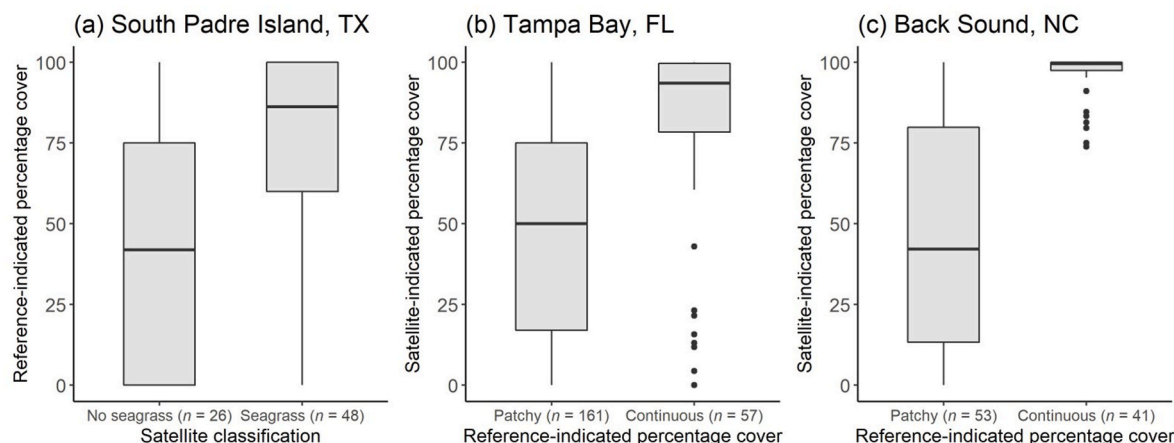 (a) South Padre Island, TX
Reference-indicated percentage cover
100
75
50
25
0
No seagrass (n = 26) Seagrass (n = 48)
Satellite classification
(b) Tampa Bay, FL
Satellite-indicated percentage cover
100
75
50
25
0
Patchy (n = 161) Continuous (n = 57)
Reference-indicated percentage cover
(c) Back Sound, NC
Satellite-indicated percentage cover
100
75
50
25
0
Patchy (n = 53) Continuous (n = 41)
Reference-indicated percentage cover